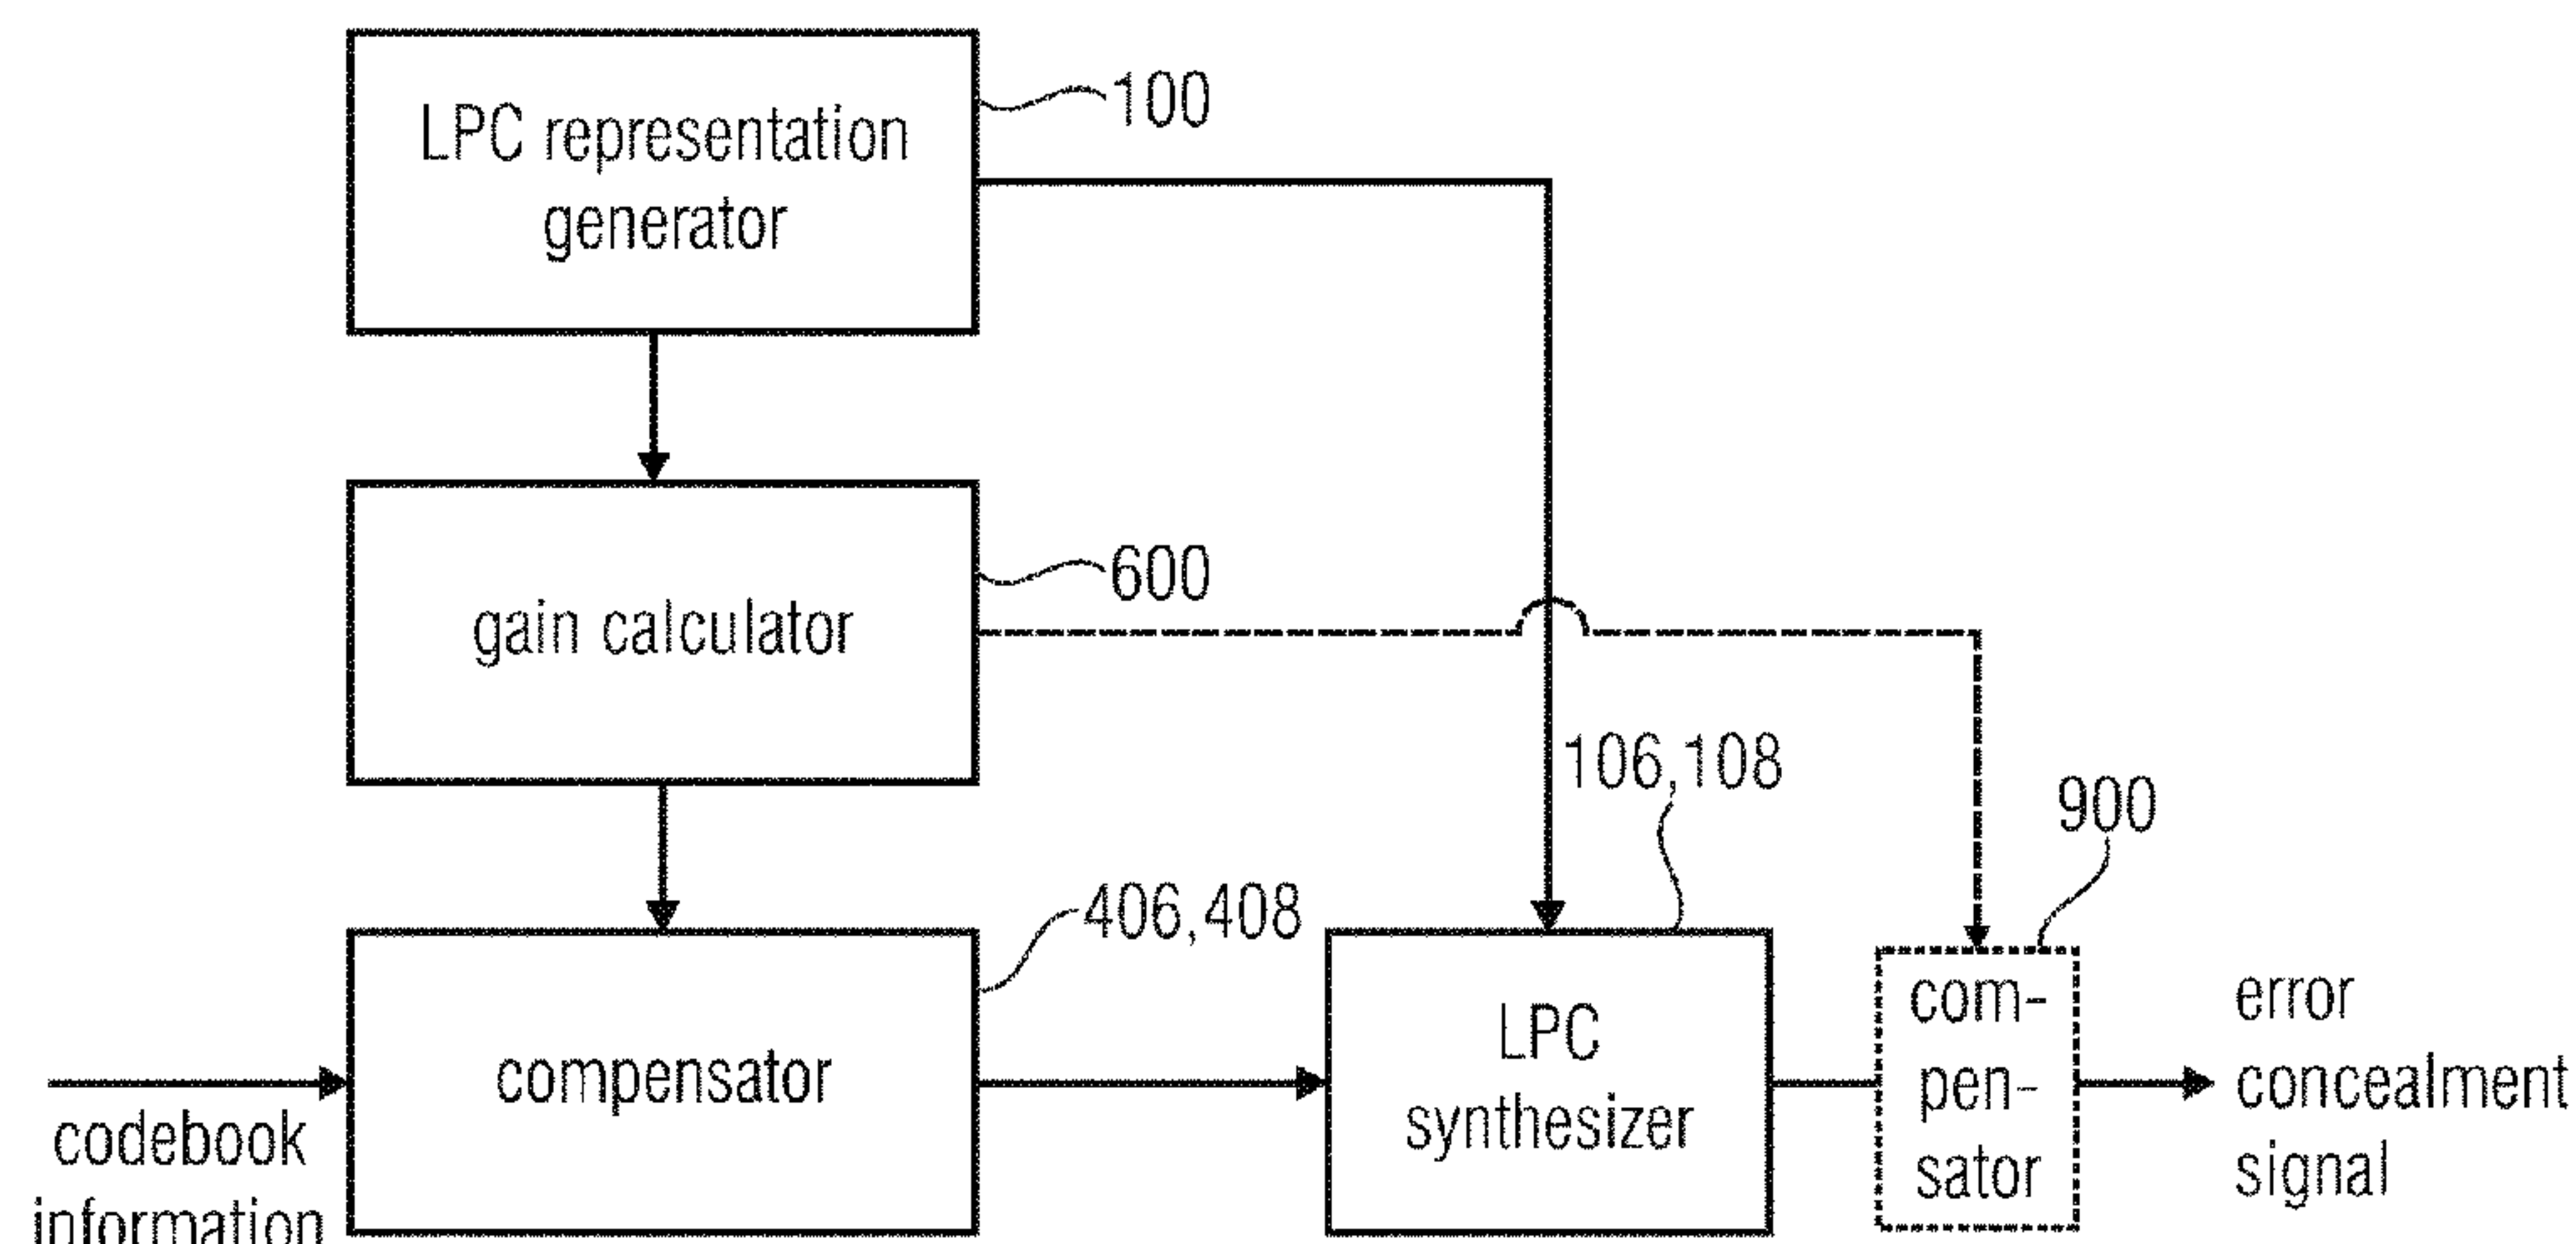 LPC representation
generator
100
gain calculator
600
106,108
900
406,408
compensator
codebook
information
LPC
synthesizer
com-
pen-
sator
error
concealment
signal